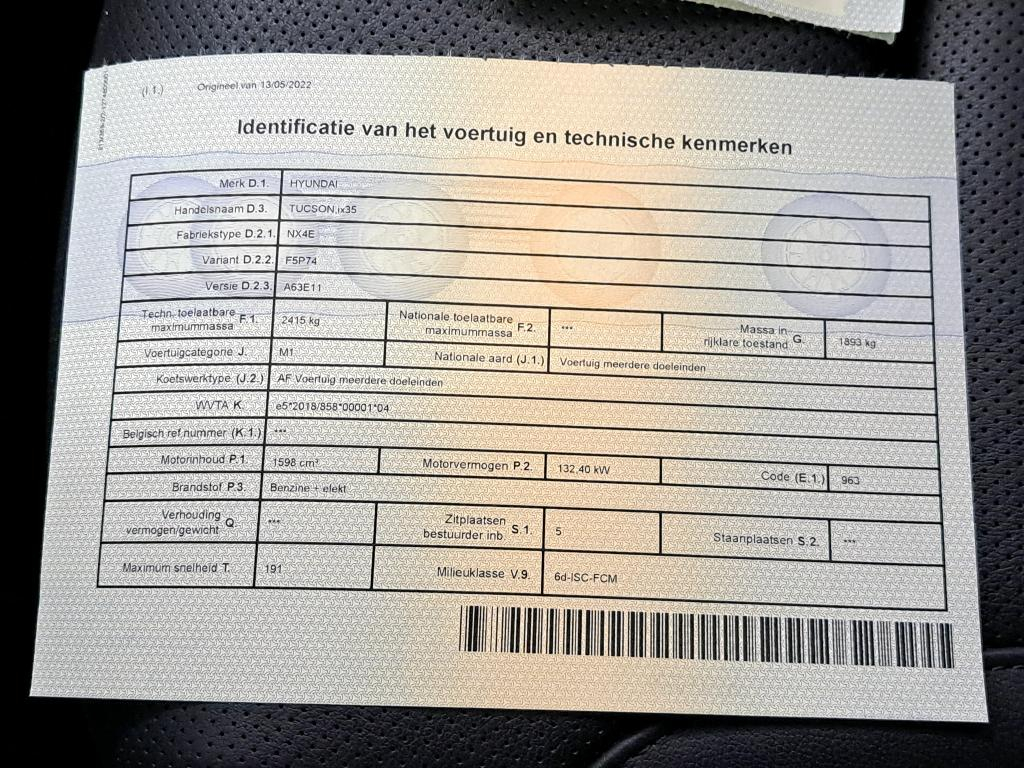 (I.1.) Origineel van 13/05/2022
Identificatie van het voertuig en technische kenmerken
Merk D.1. HYUNDAI
Handelsnaam D.3. TUCSON,ix35
Fabriekstype D.2.1. NX4E
Variant D.2.2. F5P74
Versie D.2.3. A63E11
Techn. toelaatbare maximummassa F.1. 2415 kg Nationale toelaatbare maximummassa F.2. *** Massa in rijklare toestand G. 1893 kg
Voertuigcategorie J. M1 Nationale aard (J.1.) Voertuig meerdere doeleinden
Koetswerktype (J.2.) AF Voertuig meerdere doeleinden
WVTA K. e5*2018/858*00001*04
Belgisch ref nummer (K.1.) ***
Motorinhoud P.1. 1598 cm³ Motorvermogen P.2. 132,40 kW Code (E.1.) 963
Brandstof P.3. Benzine + elekt
Verhouding vermogen/gewicht Q. *** Zitplaatsen bestuurder inb S.1. 5 Staanplaatsen S.2. ***
Maximum snelheid T. 191 Milieuklasse V.9. 6d-ISC-FCM